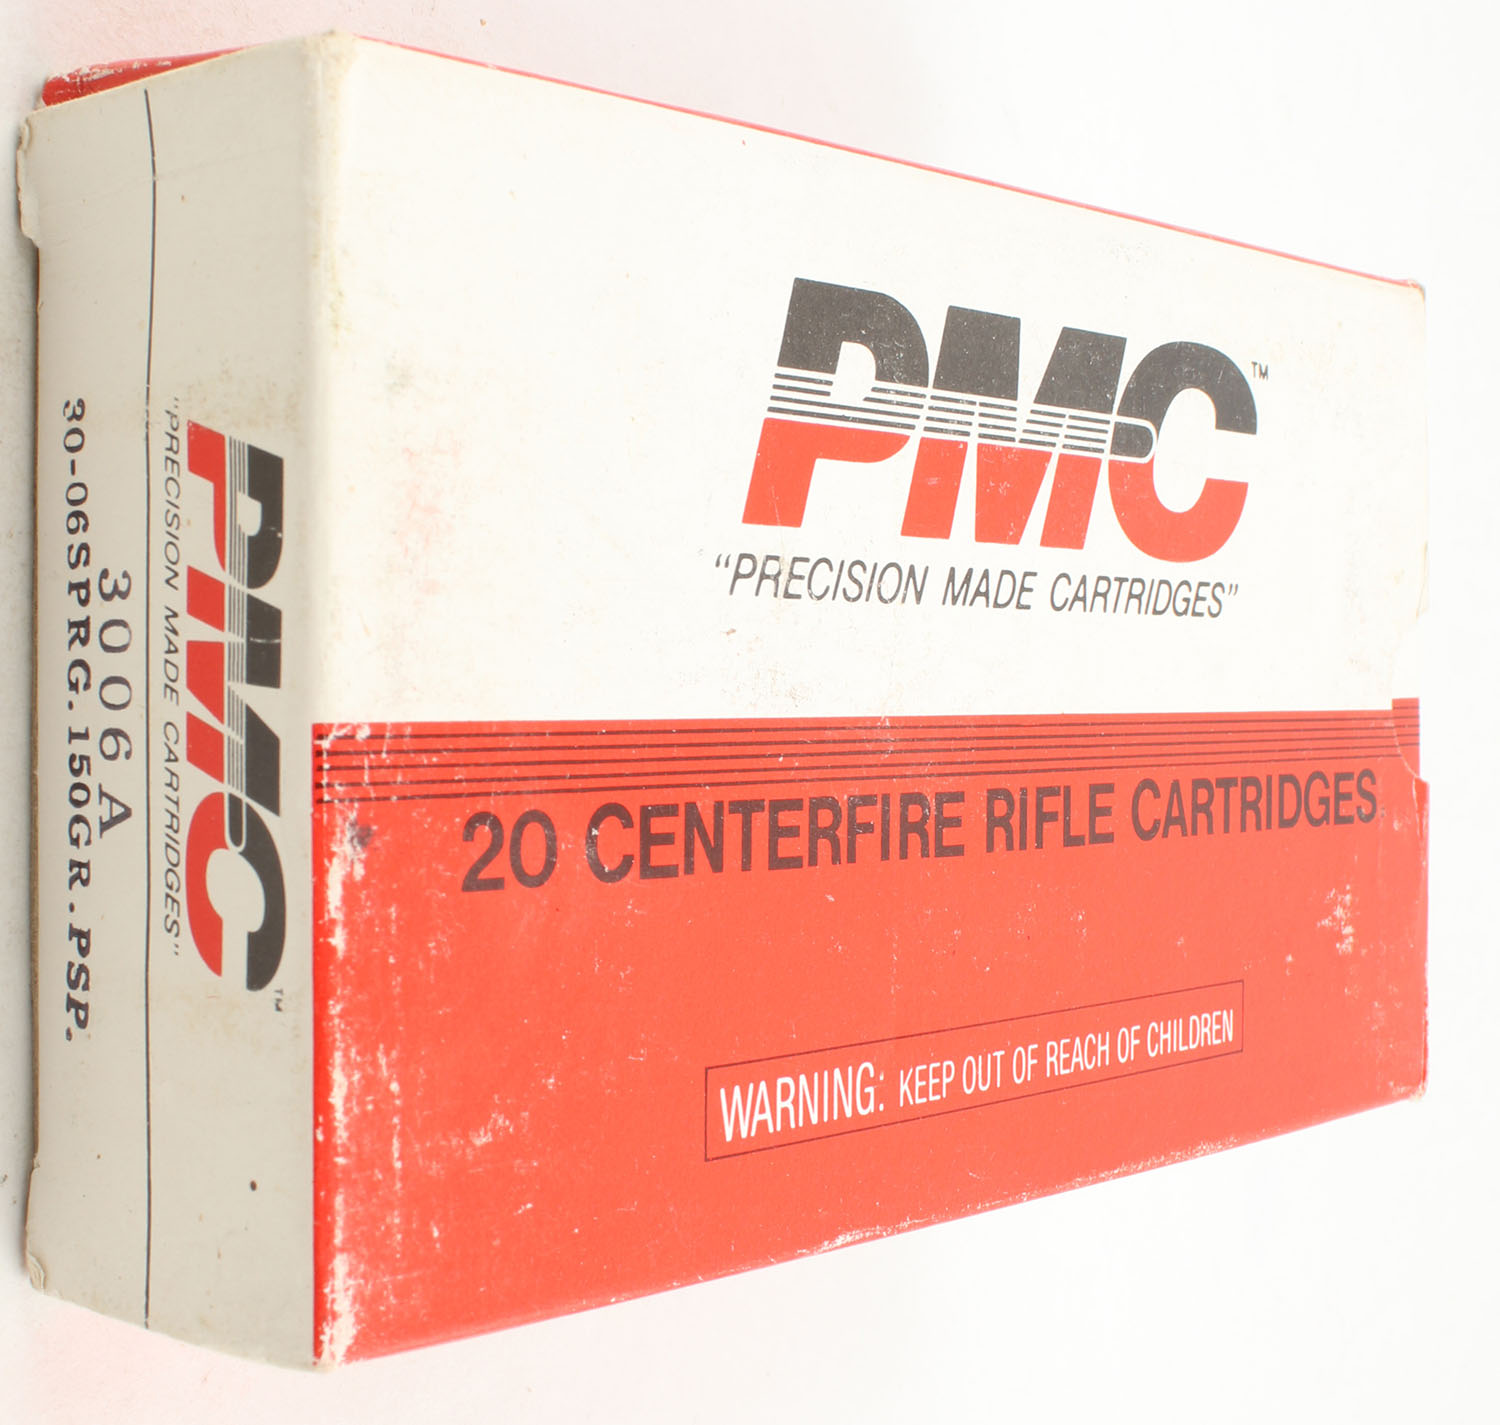 PMC™
"PRECISION MADE CARTRIDGES"
20 CENTERFIRE RIFLE CARTRIDGES
WARNING: KEEP OUT OF REACH OF CHILDREN
PMC™
"PRECISION MADE CARTRIDGES"
3006A
30-06SPRG.150GR.PSP.